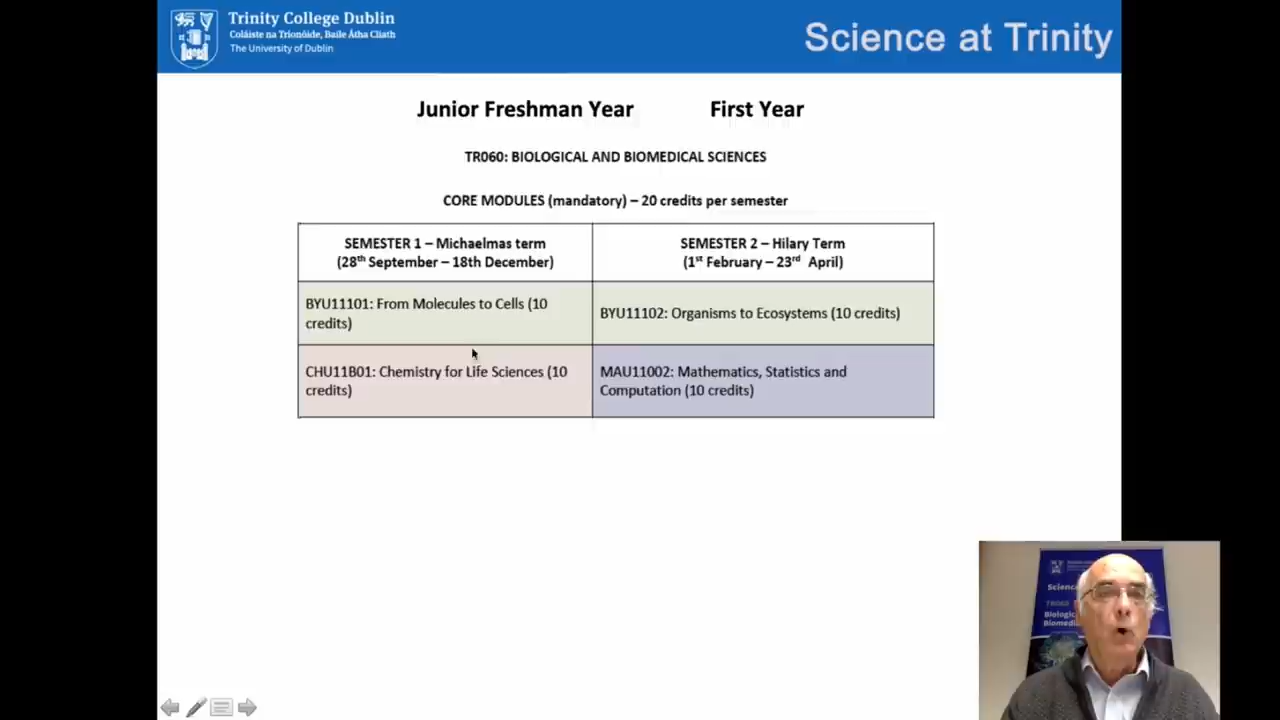 Trinity College Dublin
Coláiste na Tríonóide, Baile Átha Cliath
The University of Dublin
Science at Trinity
Junior Freshman Year First Year
TR060: BIOLOGICAL AND BIOMEDICAL SCIENCES
CORE MODULES (mandatory) – 20 credits per semester
SEMESTER 1 – Michaelmas term
(28th September – 18th December)
SEMESTER 2 – Hilary Term
(1st February – 23rd April)
BYU11101: From Molecules to Cells (10
credits)
BYU11102: Organisms to Ecosystems (10 credits)
CHU11B01: Chemistry for Life Sciences (10
credits)
MAU11002: Mathematics, Statistics and
Computation (10 credits)
TR060